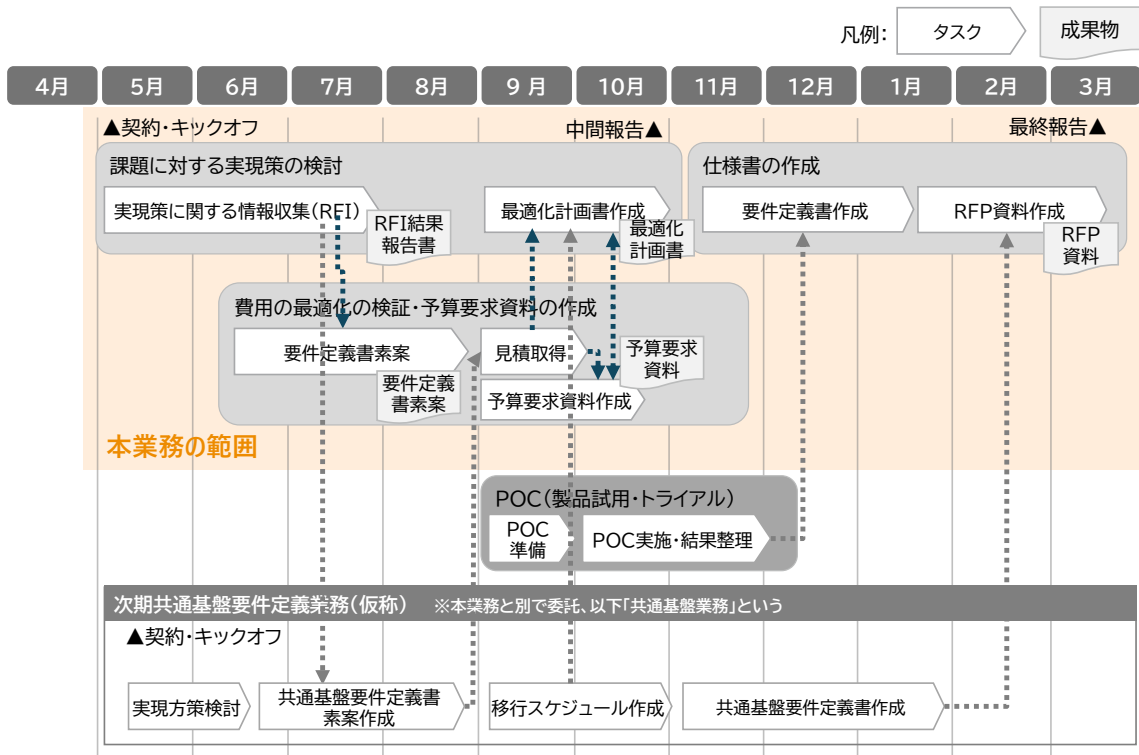 凡例：
タスク
成果物
4月
5月
6月
7月
8月
9 月
10月
11月
12月
1月
2月
3月
▲契約・キックオフ
中間報告▲
最終報告▲
課題に対する実現策の検討
仕様書の作成
実現策に関する情報収集(RFI)
RFI結果
報告書
最適化計画書作成
最適化
計画書
要件定義書作成
RFP資料作成
RFP
資料
費用の最適化の検証・予算要求資料の作成
要件定義書素案
要件定義
書素案
見積取得
予算要求
資料
予算要求資料作成
本業務の範囲
POC(製品試用・トライアル)
POC
準備
POC実施・結果整理
次期共通基盤要件定義業務(仮称) ※本業務と別で委託、以下「共通基盤業務」という
▲契約・キックオフ
実現方策検討
共通基盤要件定義書
素案作成
移行スケジュール作成
共通基盤要件定義書作成